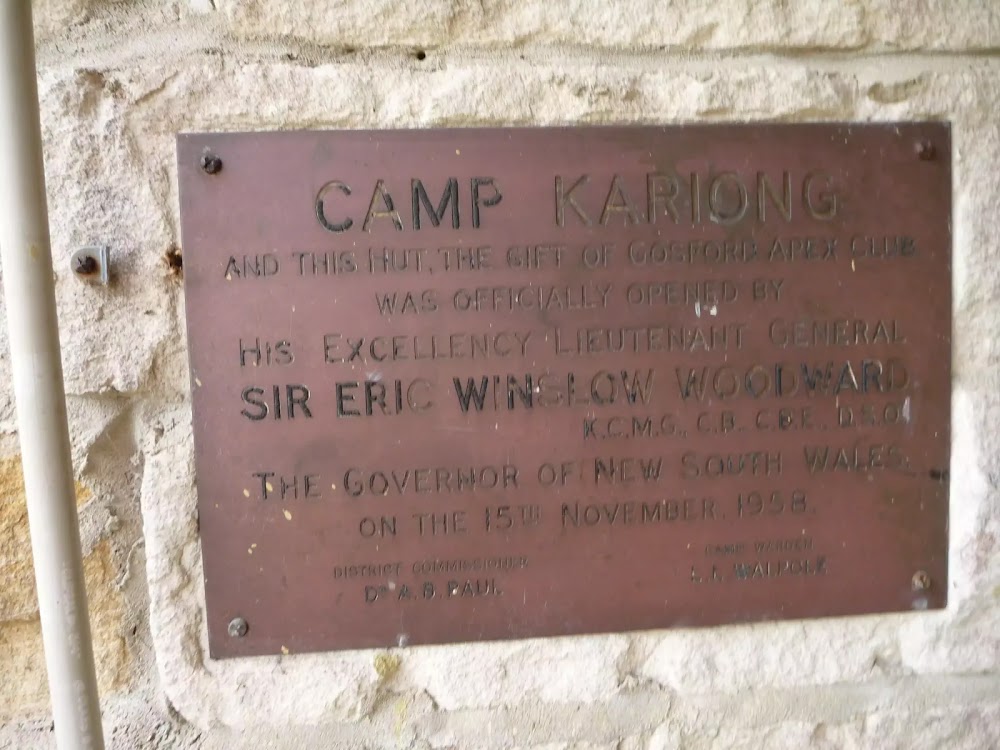 CAMP KARIONG
AND THIS HUT, THE GIFT OF GOSFORD APEX CLUB
WAS OFFICIALLY OPENED BY
HIS EXCELLENCY LIEUTENANT GENERAL
SIR ERIC WINSLOW WOODWARD
K.C.M.G., C.B., C.B.E., D.S.O.
THE GOVERNOR OF NEW SOUTH WALES.
ON THE 15TH NOVEMBER, 1958.
DISTRICT COMMISSIONER
DR A.B. PAUL
CAMP WARDEN
WALPOLE